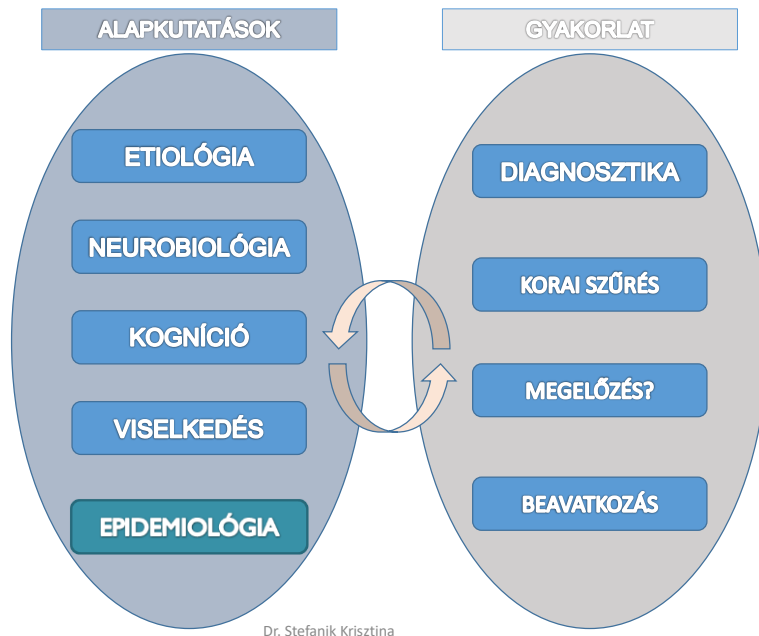 ALAPKUTATÁSOK
ETIOLÓGIA
NEUROBIOLÓGIA
KOGNÍCIÓ
VISELKEDÉS
EPIDEMIOLÓGIA
GYAKORLAT
DIAGNOSZTIKA
KORAI SZŰRÉS
MEGELŐZÉS?
BEAVATKOZÁS
Dr. Stefanik Krisztina